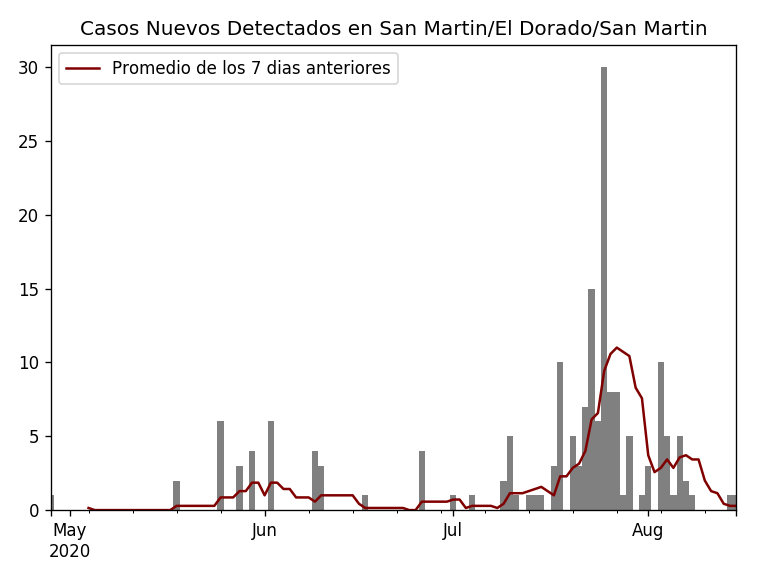 Casos Nuevos Detectados en San Martin/El Dorado/San Martin
Promedio de los 7 dias anteriores
30
25
20
15
10
5
0
May
2020
Jun
Jul
Aug